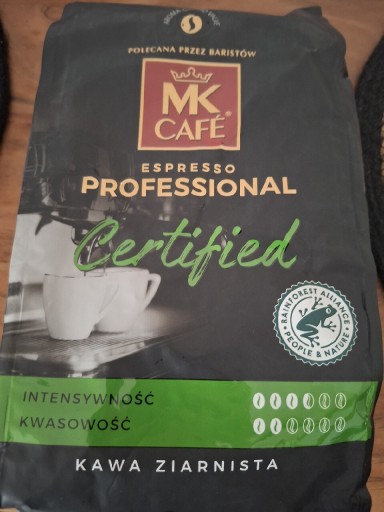 POLECANA PRZEZ BARISTÓW
MK
CAFÉ®
ESPRESSO
PROFESSIONAL
Certified
RAINFOREST ALLIANCE
PEOPLE & NATURE
INTENSYWNOŚĆ
KWASOWOŚĆ
KAWA ZIARNISTA